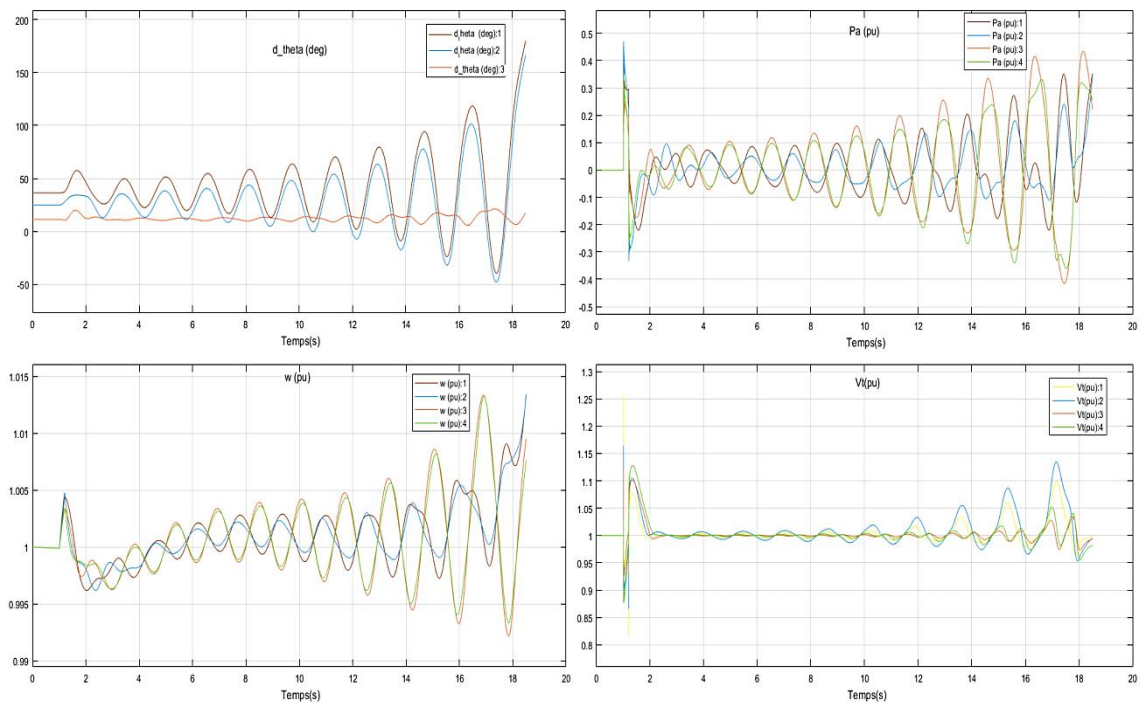 d_theta (deg)
d_theta (deg):1
d_theta (deg):2
d_theta (deg):3
200
150
100
50
0
-50
0 2 4 6 8 10 12 14 16 18 20
Temps(s)
Pa (pu)
Pa (pu):1
Pa (pu):2
Pa (pu):3
Pa (pu):4
0.5
0.4
0.3
0.2
0.1
0
-0.1
-0.2
-0.3
-0.4
-0.5
0 2 4 6 8 10 12 14 16 18 20
Temps(s)
w (pu)
w (pu):1
w (pu):2
w (pu):3
w (pu):4
1.015
1.01
1.005
1
0.995
0.99
0 2 4 6 8 10 12 14 16 18 20
Temps(s)
Vt(pu)
Vt(pu):1
Vt(pu):2
Vt(pu):3
Vt(pu):4
1.3
1.25
1.2
1.15
1.1
1.05
1
0.95
0.9
0.85
0.8
0 2 4 6 8 10 12 14 16 18 20
Temps(s)